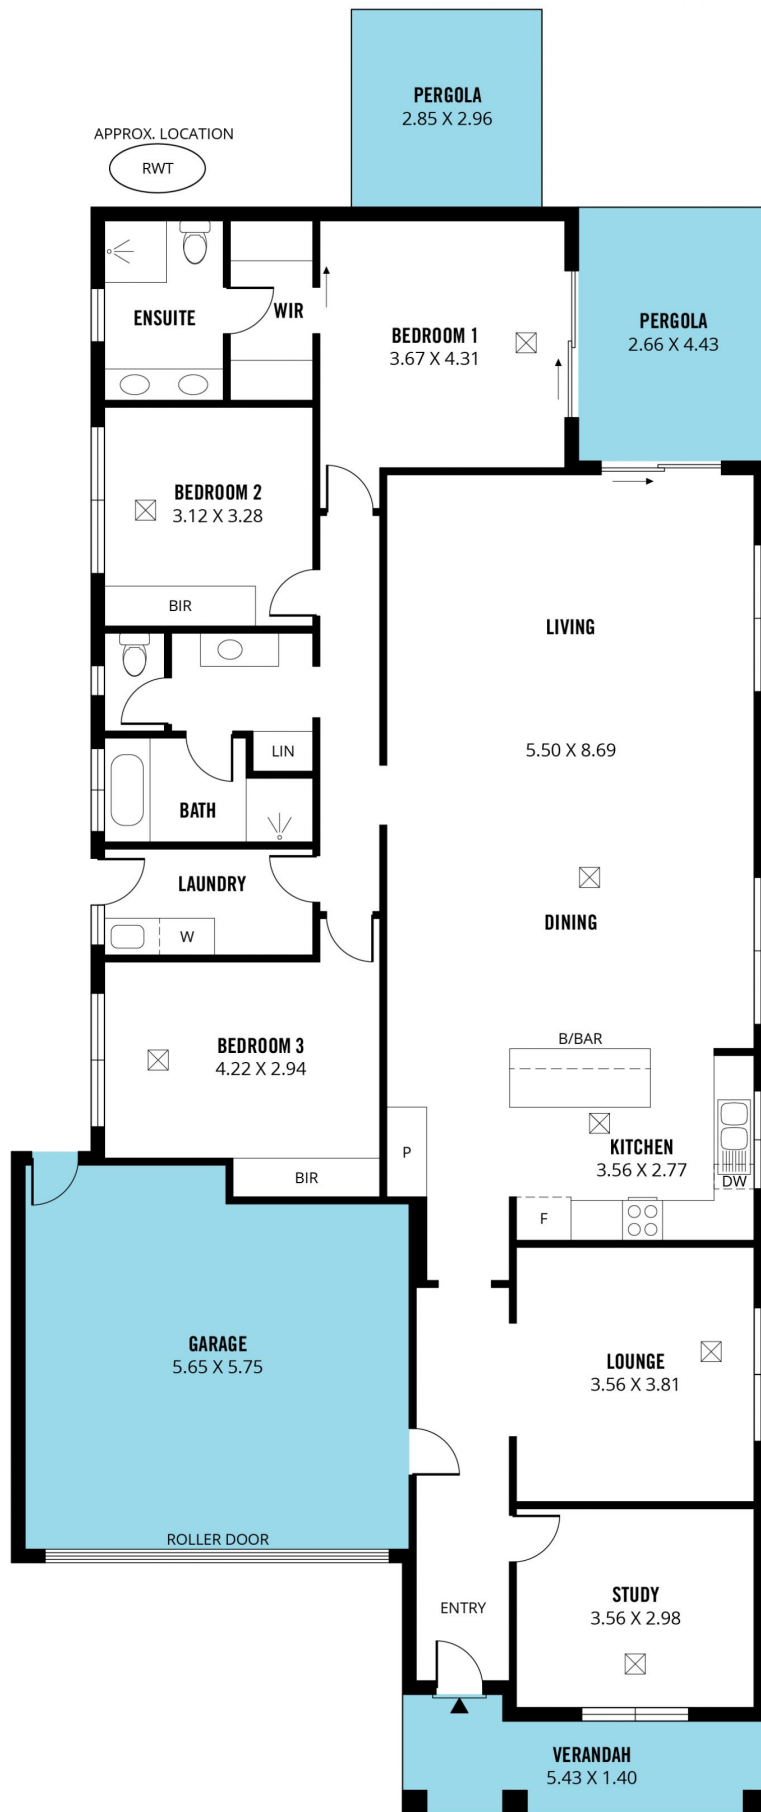 PERGOLA
2.85 X 2.96
APPROX. LOCATION
RWT
ENSUITE
WIR
BEDROOM 1
3.67 X 4.31
PERGOLA
2.66 X 4.43
BEDROOM 2
3.12 X 3.28
BIR
LIVING
5.50 X 8.69
LIN
BATH
LAUNDRY
W
DINING
BEDROOM 3
4.22 X 2.94
B/BAR
P
KITCHEN
3.56 X 2.77
DW
BIR
F
GARAGE
5.65 X 5.75
LOUNGE
3.56 X 3.81
ROLLER DOOR
ENTRY
STUDY
3.56 X 2.98
VERANDAH
5.43 X 1.40